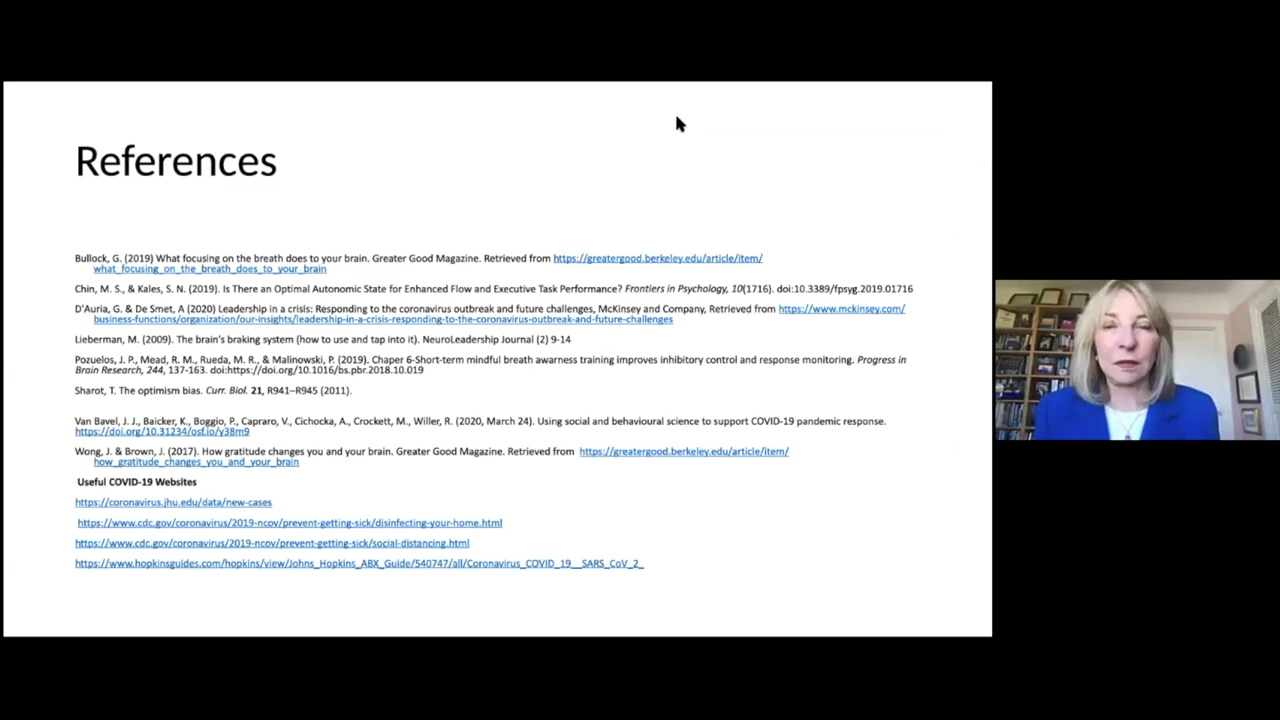 References
Bullock, G. (2019) What focusing on the breath does to your brain. Greater Good Magazine. Retrieved from https://greatergood.berkeley.edu/article/item/
what_focusing_on_the_breath_does_to_your_brain
Chin, M. S., & Kales, S. N. (2019). Is There an Optimal Autonomic State for Enhanced Flow and Executive Task Performance? Frontiers in Psychology, 10(1716). doi:10.3389/fpsyg.2019.01716
D'Auria, G. & De Smet, A (2020) Leadership in a crisis: Responding to the coronavirus outbreak and future challenges, McKinsey and Company, Retrieved from https://www.mckinsey.com/
business-functions/organization/our-insights/leadership-in-a-crisis-responding-to-the-coronavirus-outbreak-and-future-challenges
Lieberman, M. (2009). The brain's braking system (how to use and tap into it). NeuroLeadership Journal (2) 9-14
Pozuelos, J. P., Mead, R. M., Rueda, M. R., & Malinowski, P. (2019). Chaper 6-Short-term mindful breath awarness training improves inhibitory control and response monitoring. Progress in
Brain Research, 244, 137-163. doi:https://doi.org/10.1016/bs.pbr.2018.10.019
Sharot, T. The optimism bias. Curr. Biol. 21, R941–R945 (2011).
Van Bavel, J. J., Baicker, K., Boggio, P., Capraro, V., Cichocka, A., Crockett, M., Willer, R. (2020, March 24). Using social and behavioural science to support COVID-19 pandemic response.
https://doi.org/10.31234/osf.io/y38m9
Wong, J. & Brown, J. (2017). How gratitude changes you and your brain. Greater Good Magazine. Retrieved from https://greatergood.berkeley.edu/article/item/
how_gratitude_changes_you_and_your_brain
Useful COVID-19 Websites
https://coronavirus.jhu.edu/data/new-cases
https://www.cdc.gov/coronavirus/2019-ncov/prevent-getting-sick/disinfecting-your-home.html
https://www.cdc.gov/coronavirus/2019-ncov/prevent-getting-sick/social-distancing.html
https://www.hopkinsguides.com/hopkins/view/Johns_Hopkins_ABX_Guide/540747/all/Coronavirus_COVID_19__SARS_CoV_2_